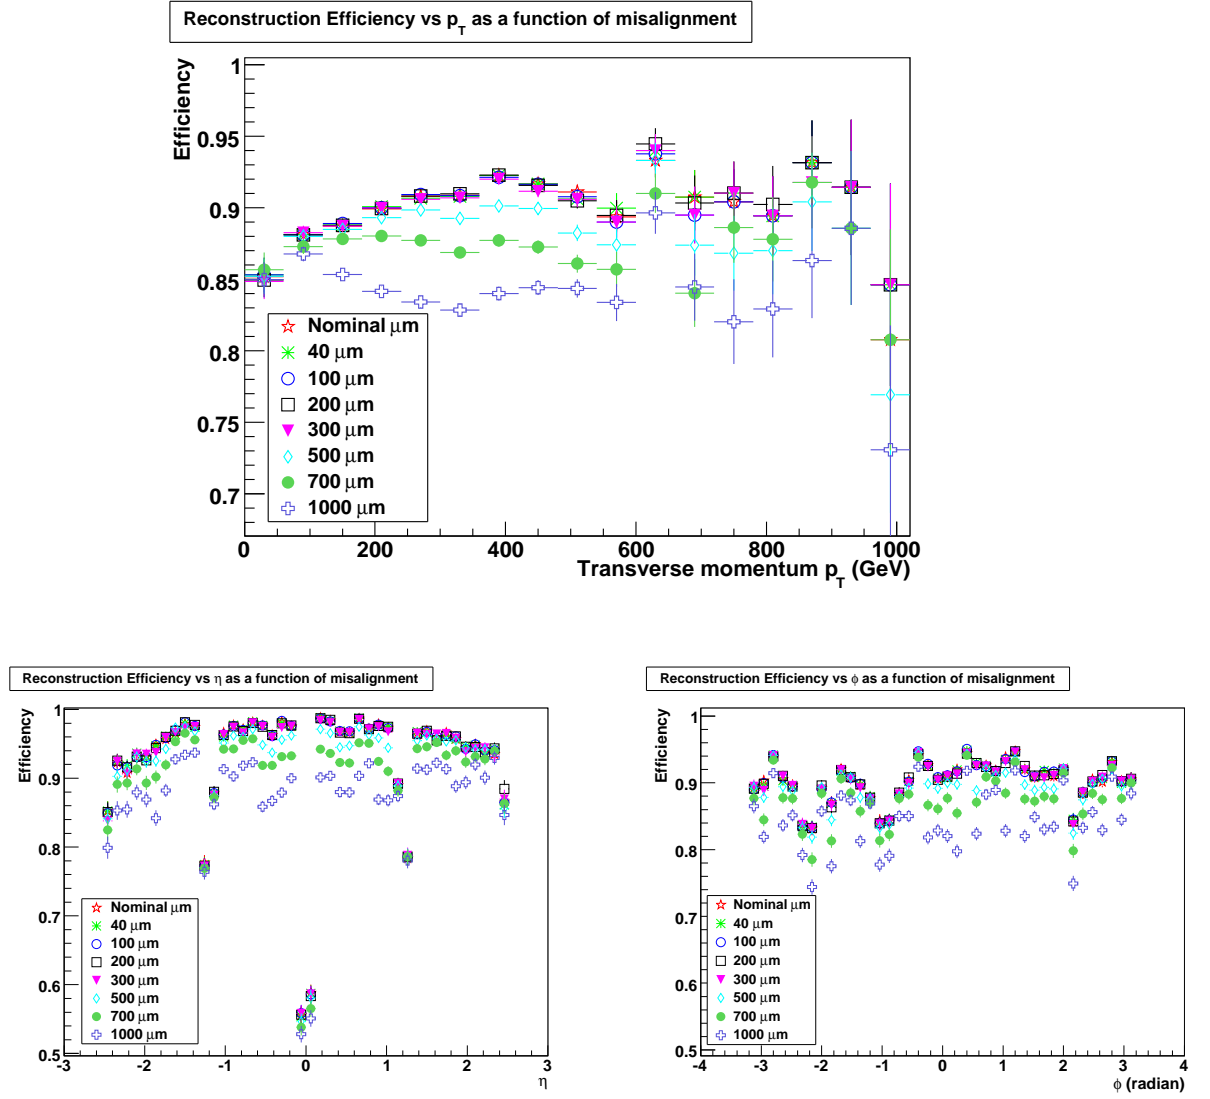 Reconstruction Efficiency vs p_T as a function of misalignment
Efficiency
1
0.95
0.9
0.85
0.8
0.75
0.7
Nominal μm
40 μm
100 μm
200 μm
300 μm
500 μm
700 μm
1000 μm
0 200 400 600 800 1000
Transverse momentum p_T (GeV)
Reconstruction Efficiency vs η as a function of misalignment
Efficiency
1
0.9
0.8
0.7
0.6
0.5
Nominal μm
40 μm
100 μm
200 μm
300 μm
500 μm
700 μm
1000 μm
-3 -2 -1 0 1 2 3
η
Reconstruction Efficiency vs ϕ as a function of misalignment
Efficiency
1
0.9
0.8
0.7
0.6
0.5
Nominal μm
40 μm
100 μm
200 μm
300 μm
500 μm
700 μm
1000 μm
-4 -3 -2 -1 0 1 2 3 4
ϕ (radian)